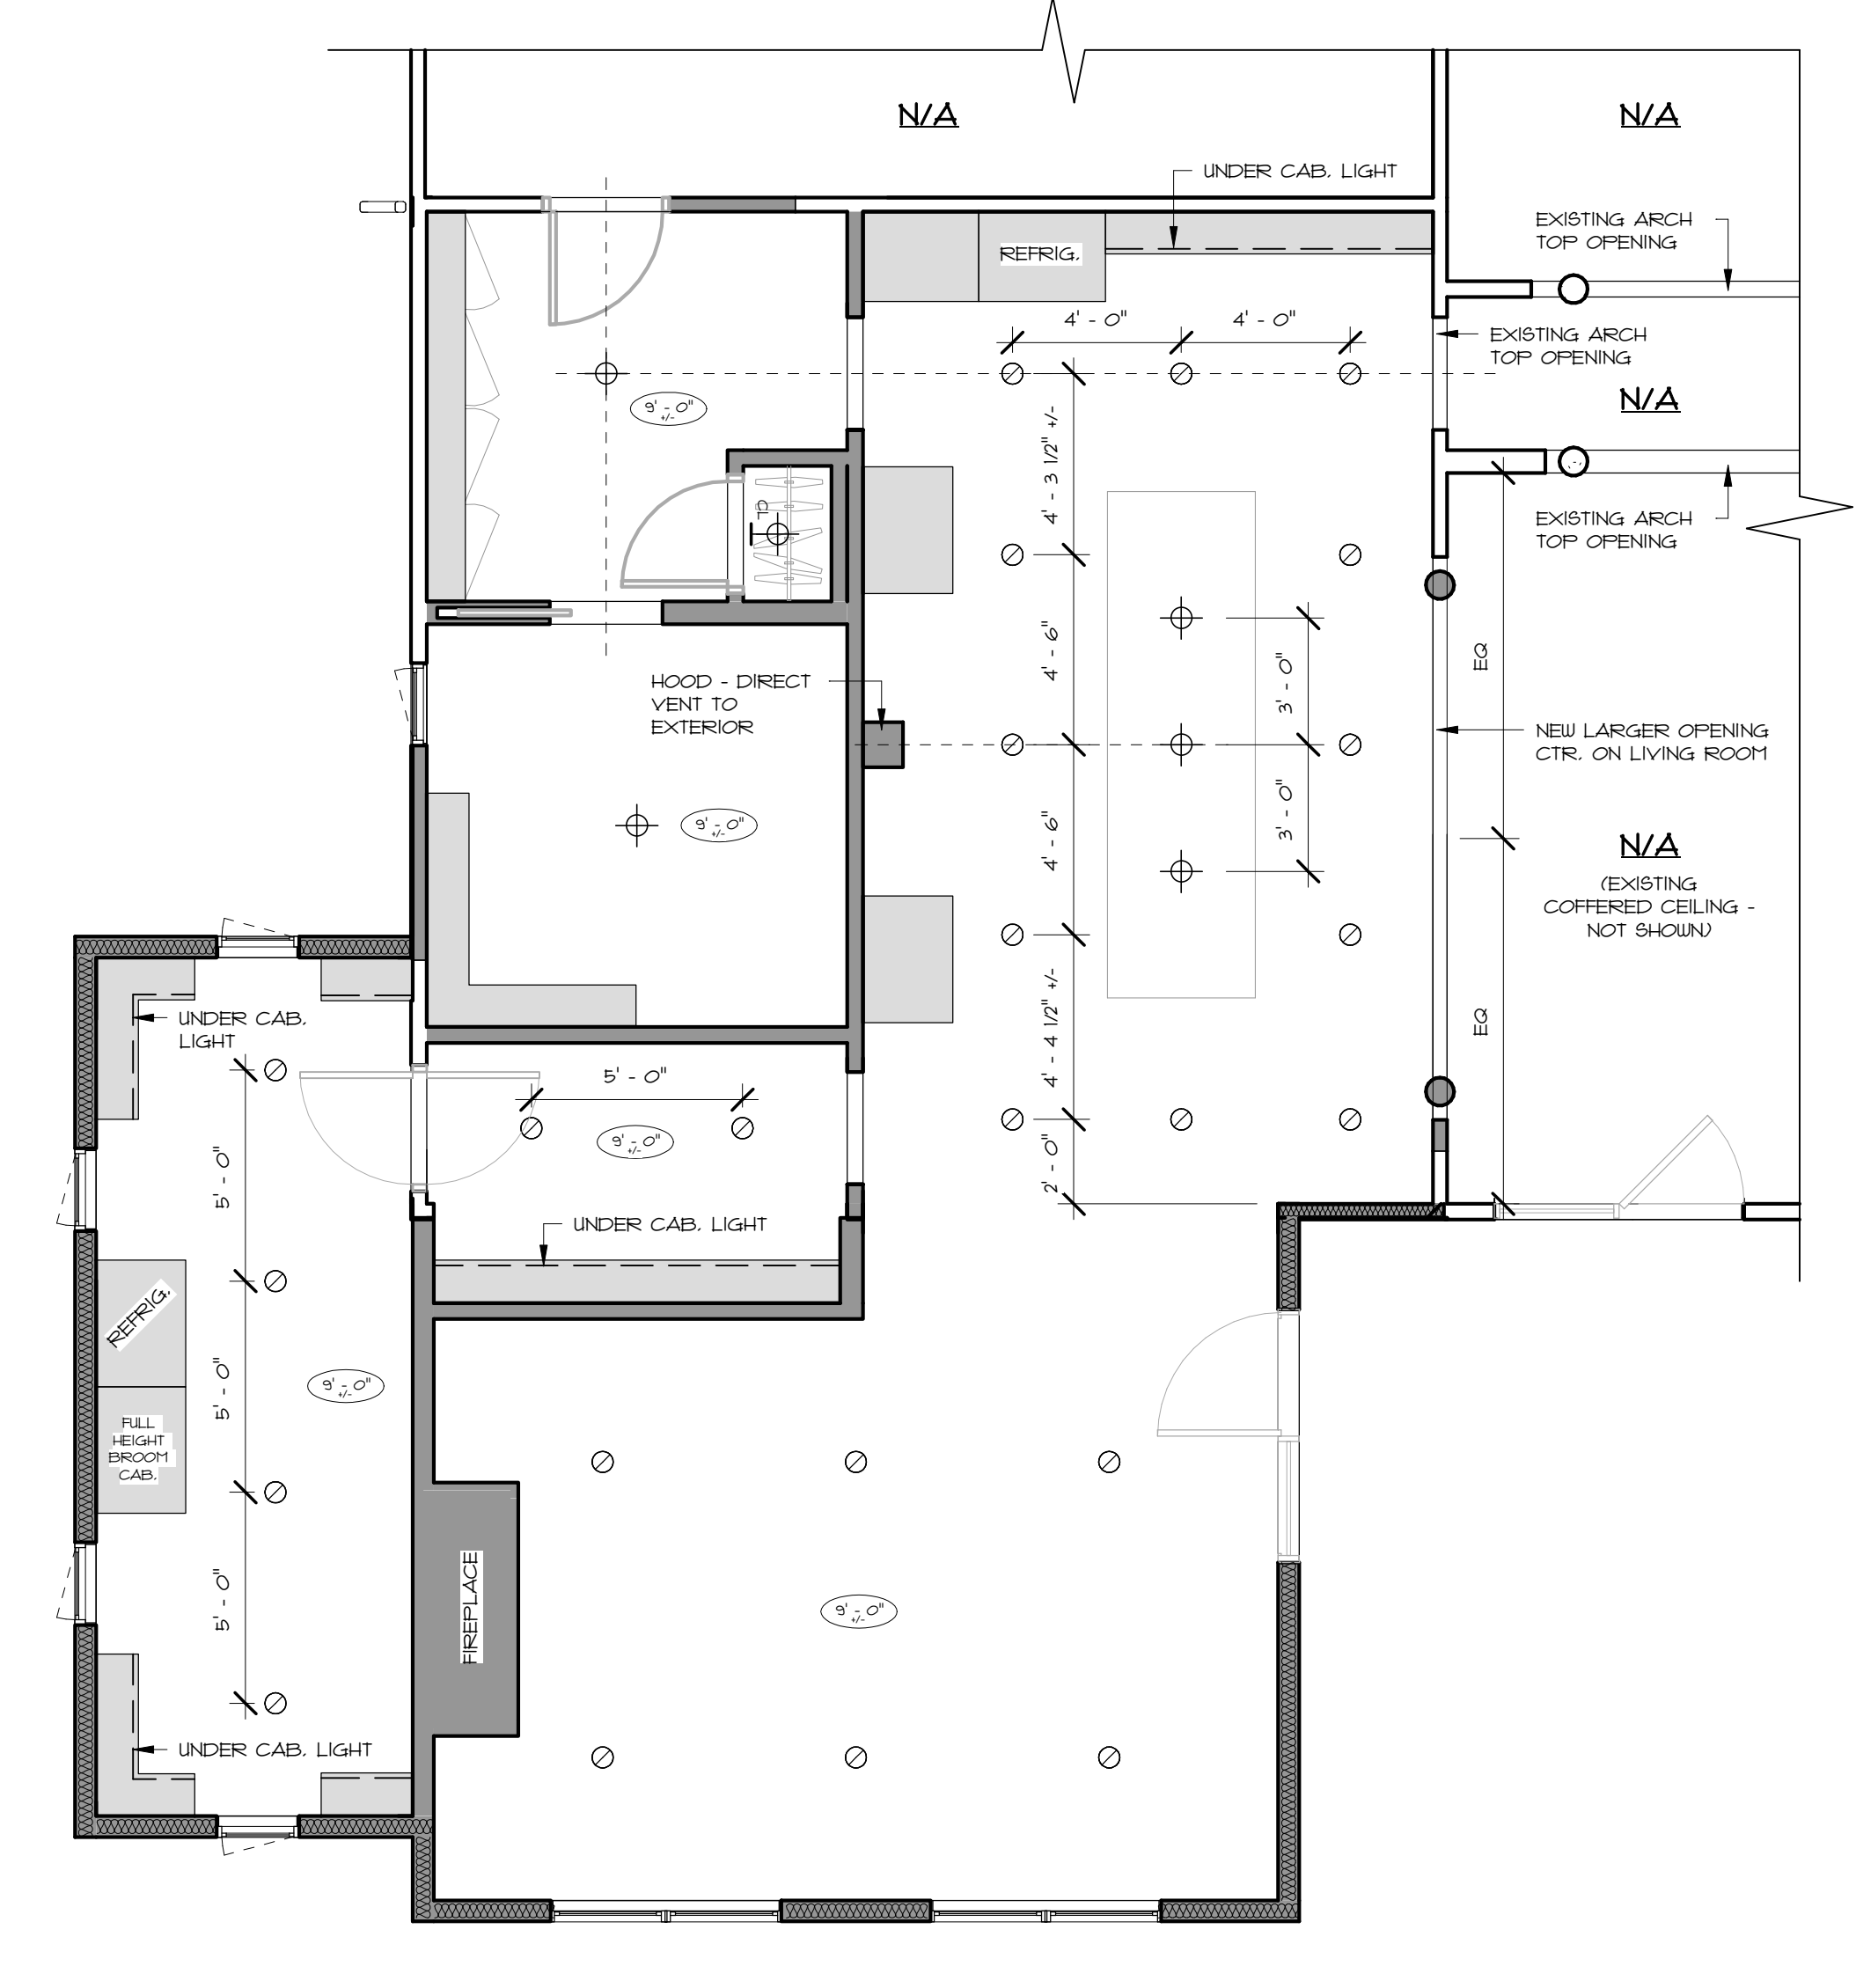 N/A
N/A
UNDER CAB. LIGHT
EXISTING ARCH
TOP OPENING
REFRIG.
4' - 0"
4' - 0"
EXISTING ARCH
TOP OPENING
N/A
9' - 0"
+/-
4' - 3 1/2" +/-
CL
EXISTING ARCH
TOP OPENING
4' - 6"
3' - 0"
EQ
HOOD - DIRECT
VENT TO
EXTERIOR
NEW LARGER OPENING
CTR. ON LIVING ROOM
9' - 0"
+/-
4' - 6"
3' - 0"
N/A
(EXISTING
COFFERED CEILING -
NOT SHOWN)
UNDER CAB.
LIGHT
4' - 4 1/2" +/-
EQ
5' - 0"
9' - 0"
+/-
5' - 0"
2' - 0"
UNDER CAB. LIGHT
REFRIG.
5' - 0"
9' - 0"
+/-
FULL
HEIGHT
BROOM
CAB.
5' - 0"
FIREPLACE
9' - 0"
+/-
UNDER CAB. LIGHT